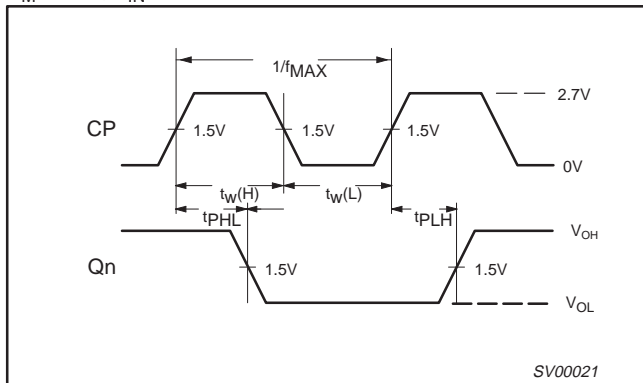 M IN
1/fMAX
2.7V
CP 1.5V 1.5V 1.5V
0V
tw(H) tw(L)
tPHL tPLH
VOH
Qn 1.5V 1.5V
VOL
SV00021